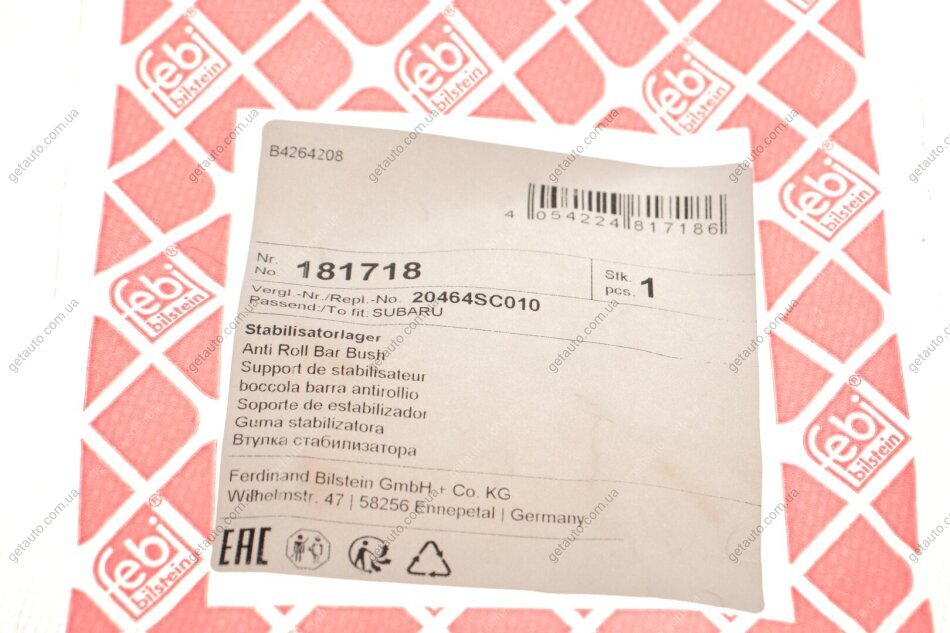 febi
bilstein
B4264208
4 054224 817186
Nr.
No. 181718
Stk.
pcs. 1
Vergl.-Nr./Repl.-No. 20464SC010
Passend:/To fit: SUBARU
Stabilisatorlager
Anti Roll Bar Bush
Support de stabilisateur
boccola barra antirollio
Soporte de estabilizador
Guma stabilizatora
Втулка стабилизатора
Ferdinand Bilstein GmbH + Co. KG
Wilhelmstr. 47 | 58256 Ennepetal | Germany
EAC
getauto.com.ua